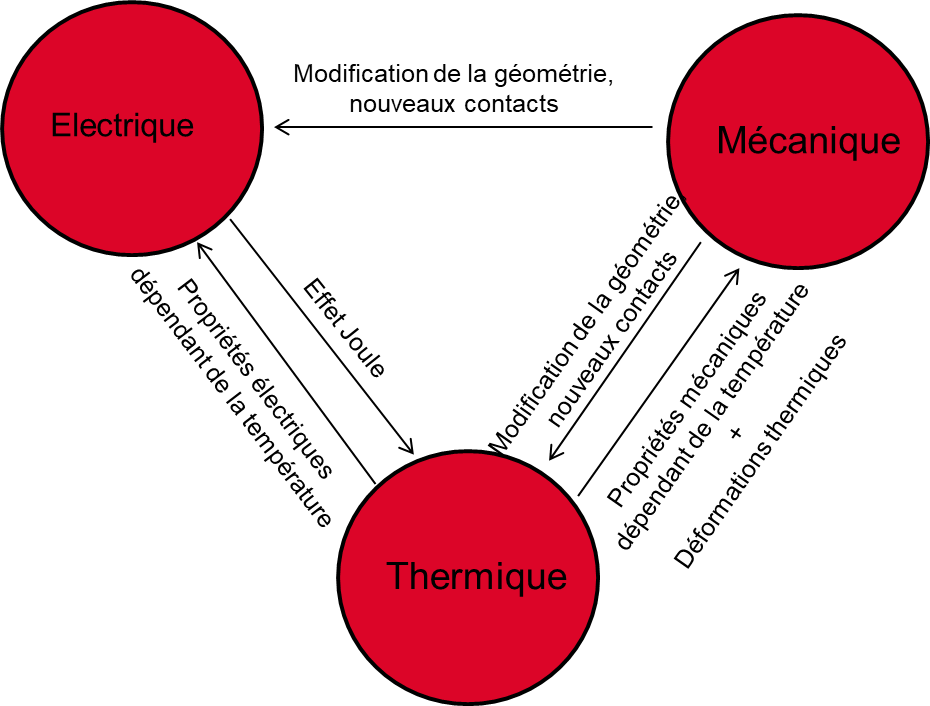 Modification de la géométrie,
nouveaux contacts
Electrique
Mécanique
Effet Joule
Propriétés électriques
dépendant de la température
Modification de la géométrie,
nouveaux contacts
Propriétés mécaniques
dépendant de la température
+
Déformations thermiques
Thermique